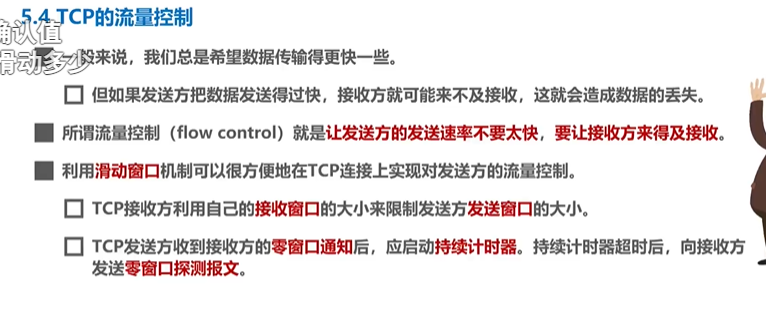 5.4 TCP的流量控制
确认值
滑动多少
一般来说，我们总是希望数据传输得更快一些。
但如果发送方把数据发送得过快，接收方就可能来不及接收，这就会造成数据的丢失。
所谓流量控制（flow control）就是让发送方的发送速率不要太快，要让接收方来得及接收。
利用滑动窗口机制可以很方便地在TCP连接上实现对发送方的流量控制。
TCP接收方利用自己的接收窗口的大小来限制发送方发送窗口的大小。
TCP发送方收到接收方的零窗口通知后，应启动持续计时器。持续计时器超时后，向接收方
发送零窗口探测报文。